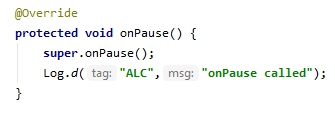 @Override
protected void onPause() {
    super.onPause();
    Log.d( tag: "ALC", msg: "onPause called");
}